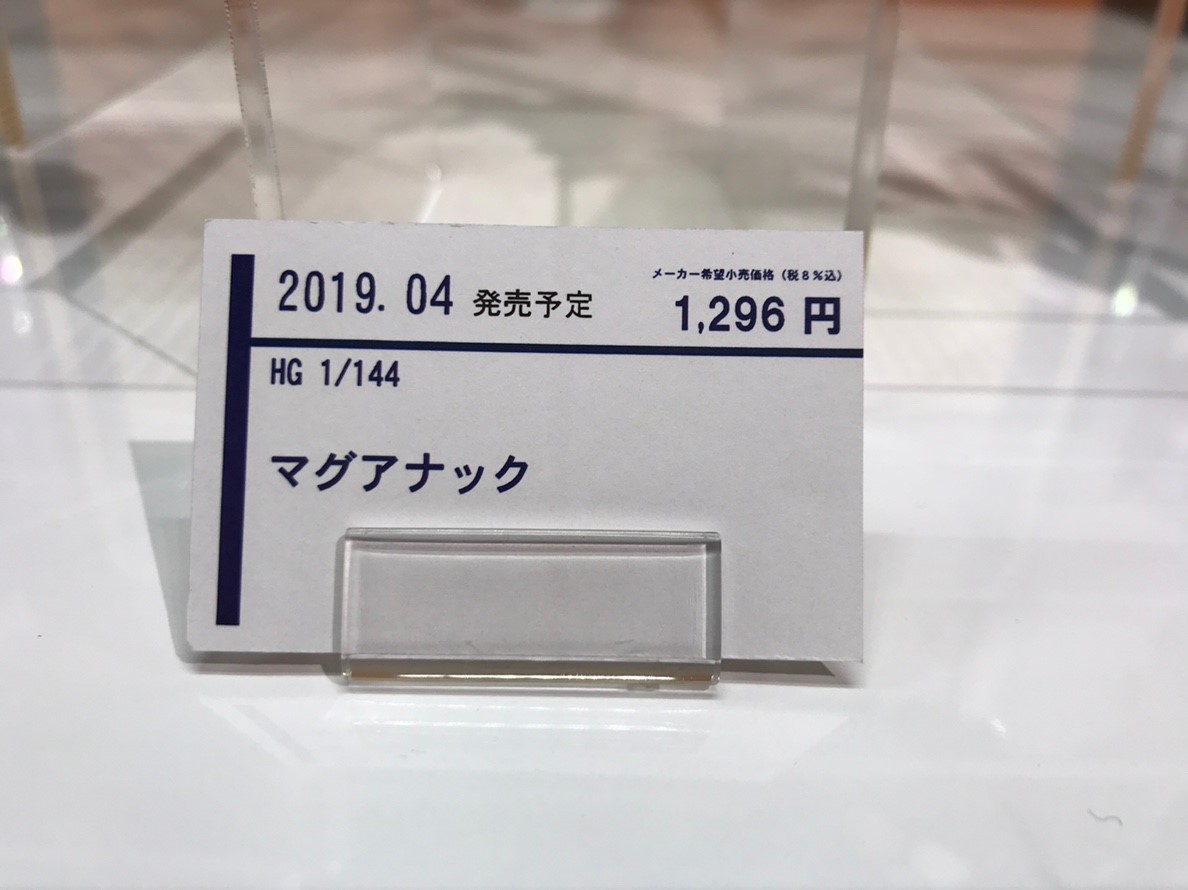 2019. 04 発売予定
メーカー希望小売価格（税8%込）
1,296 円
HG 1/144
マグアナック